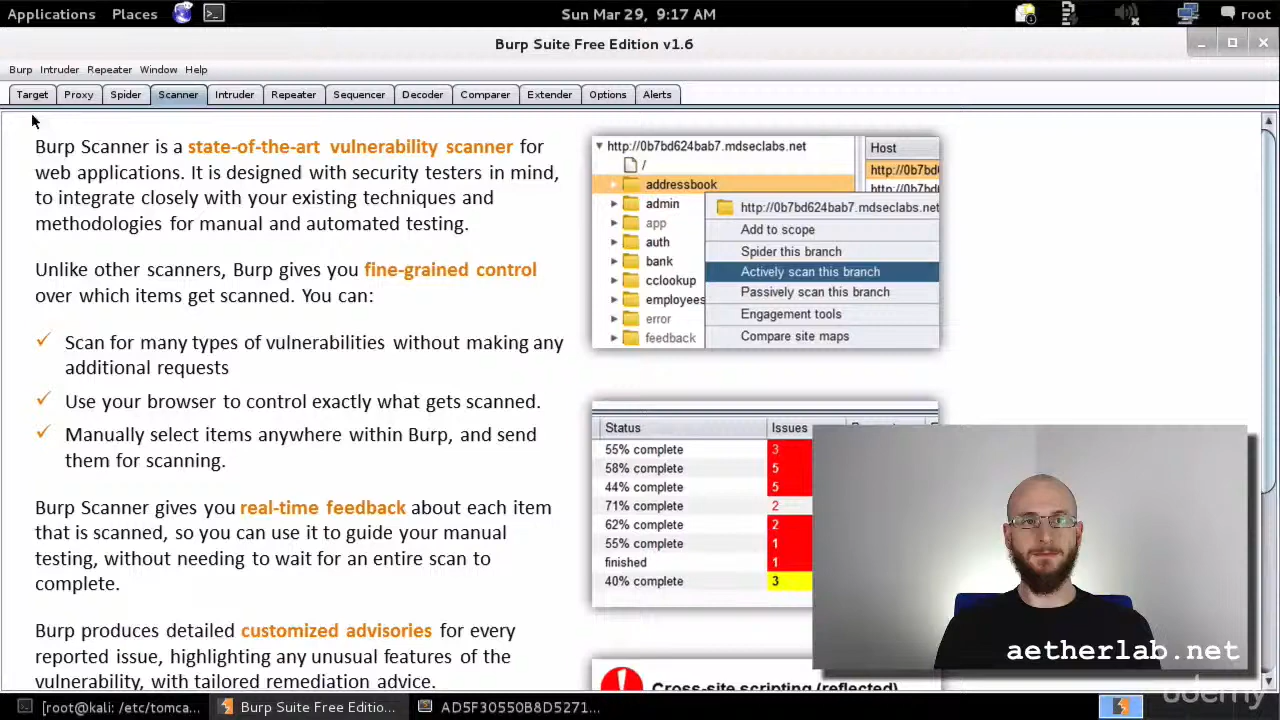 Applications Places Sun Mar 29, 9:17 AM root
Burp Suite Free Edition v1.6
Burp Intruder Repeater Window Help
Target Proxy Spider Scanner Intruder Repeater Sequencer Decoder Comparer Extender Options Alerts
Burp Scanner is a state-of-the-art vulnerability scanner for
web applications. It is designed with security testers in mind,
to integrate closely with your existing techniques and
methodologies for manual and automated testing.
Unlike other scanners, Burp gives you fine-grained control
over which items get scanned. You can:
✓ Scan for many types of vulnerabilities without making any
additional requests
✓ Use your browser to control exactly what gets scanned.
✓ Manually select items anywhere within Burp, and send
them for scanning.
Burp Scanner gives you real-time feedback about each item
that is scanned, so you can use it to guide your manual
testing, without needing to wait for an entire scan to
complete.
Burp produces detailed customized advisories for every
reported issue, highlighting any unusual features of the
vulnerability, with tailored remediation advice.
http://0b7bd624bab7.mdseclabs.net
/
addressbook
admin
app
auth
bank
cclookup
employees
error
feedback
Host
http://0b7bd
http://0b7bd
http://0b7bd624bab7.mdseclabs.net
Add to scope
Spider this branch
Actively scan this branch
Passively scan this branch
Engagement tools
Compare site maps
Status Issues
55% complete 3
58% complete 5
44% complete 5
71% complete 2
62% complete 2
55% complete 1
finished 1
40% complete 3
Cross-site scripting (reflected)
aetherlab.net
[root@kali: /etc/tomca... Burp Suite Free Editio... AD5F30550B8D5271...
udemy